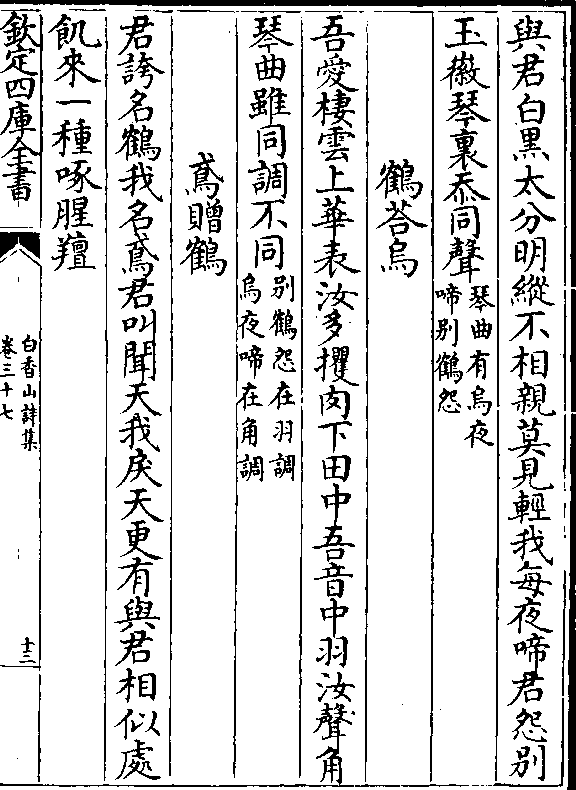 與君白黑太分明縱不相親莫見輕我每夜啼君怨别
玉徽琴裏忝同聲琴曲有烏夜
啼别鶴怨
鶴荅烏
吾愛棲雲上華表汝多攫肉下田中吾音中羽汝聲角
琴曲雖同調不同别鶴怨在羽調
烏夜啼在角調
鳶贈鶴
君誇名鶴我名鳶君叫聞天我戾天更有與君相似處
飢來一種啄腥羶
欽定四庫全書
白香山詩集
卷三十七
十三